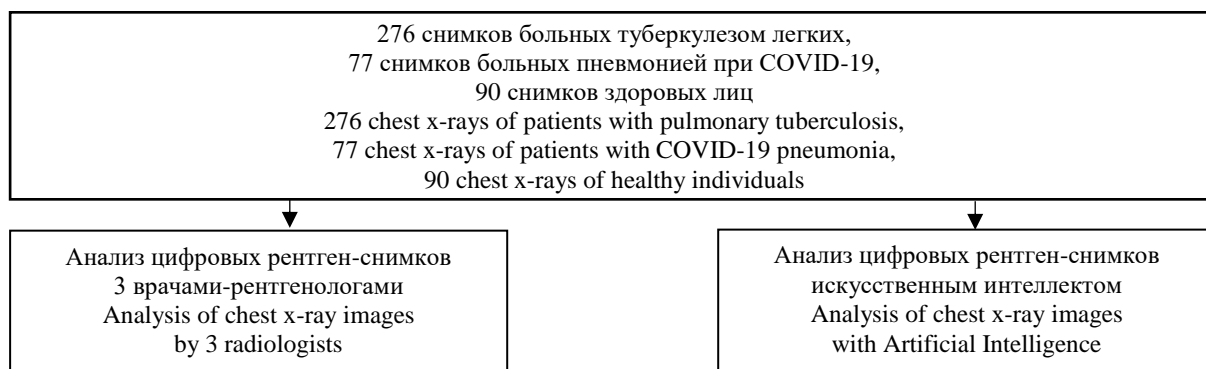 276 снимков больных туберкулезом легких,
77 снимков больных пневмонией при COVID-19,
90 снимков здоровых лиц
276 chest x-rays of patients with pulmonary tuberculosis,
77 chest x-rays of patients with COVID-19 pneumonia,
90 chest x-rays of healthy individuals
Анализ цифровых рентген-снимков
3 врачами-рентгенологами
Analysis of chest x-ray images
by 3 radiologists
Анализ цифровых рентген-снимков
искусственным интеллектом
Analysis of chest x-ray images
with Artificial Intelligence